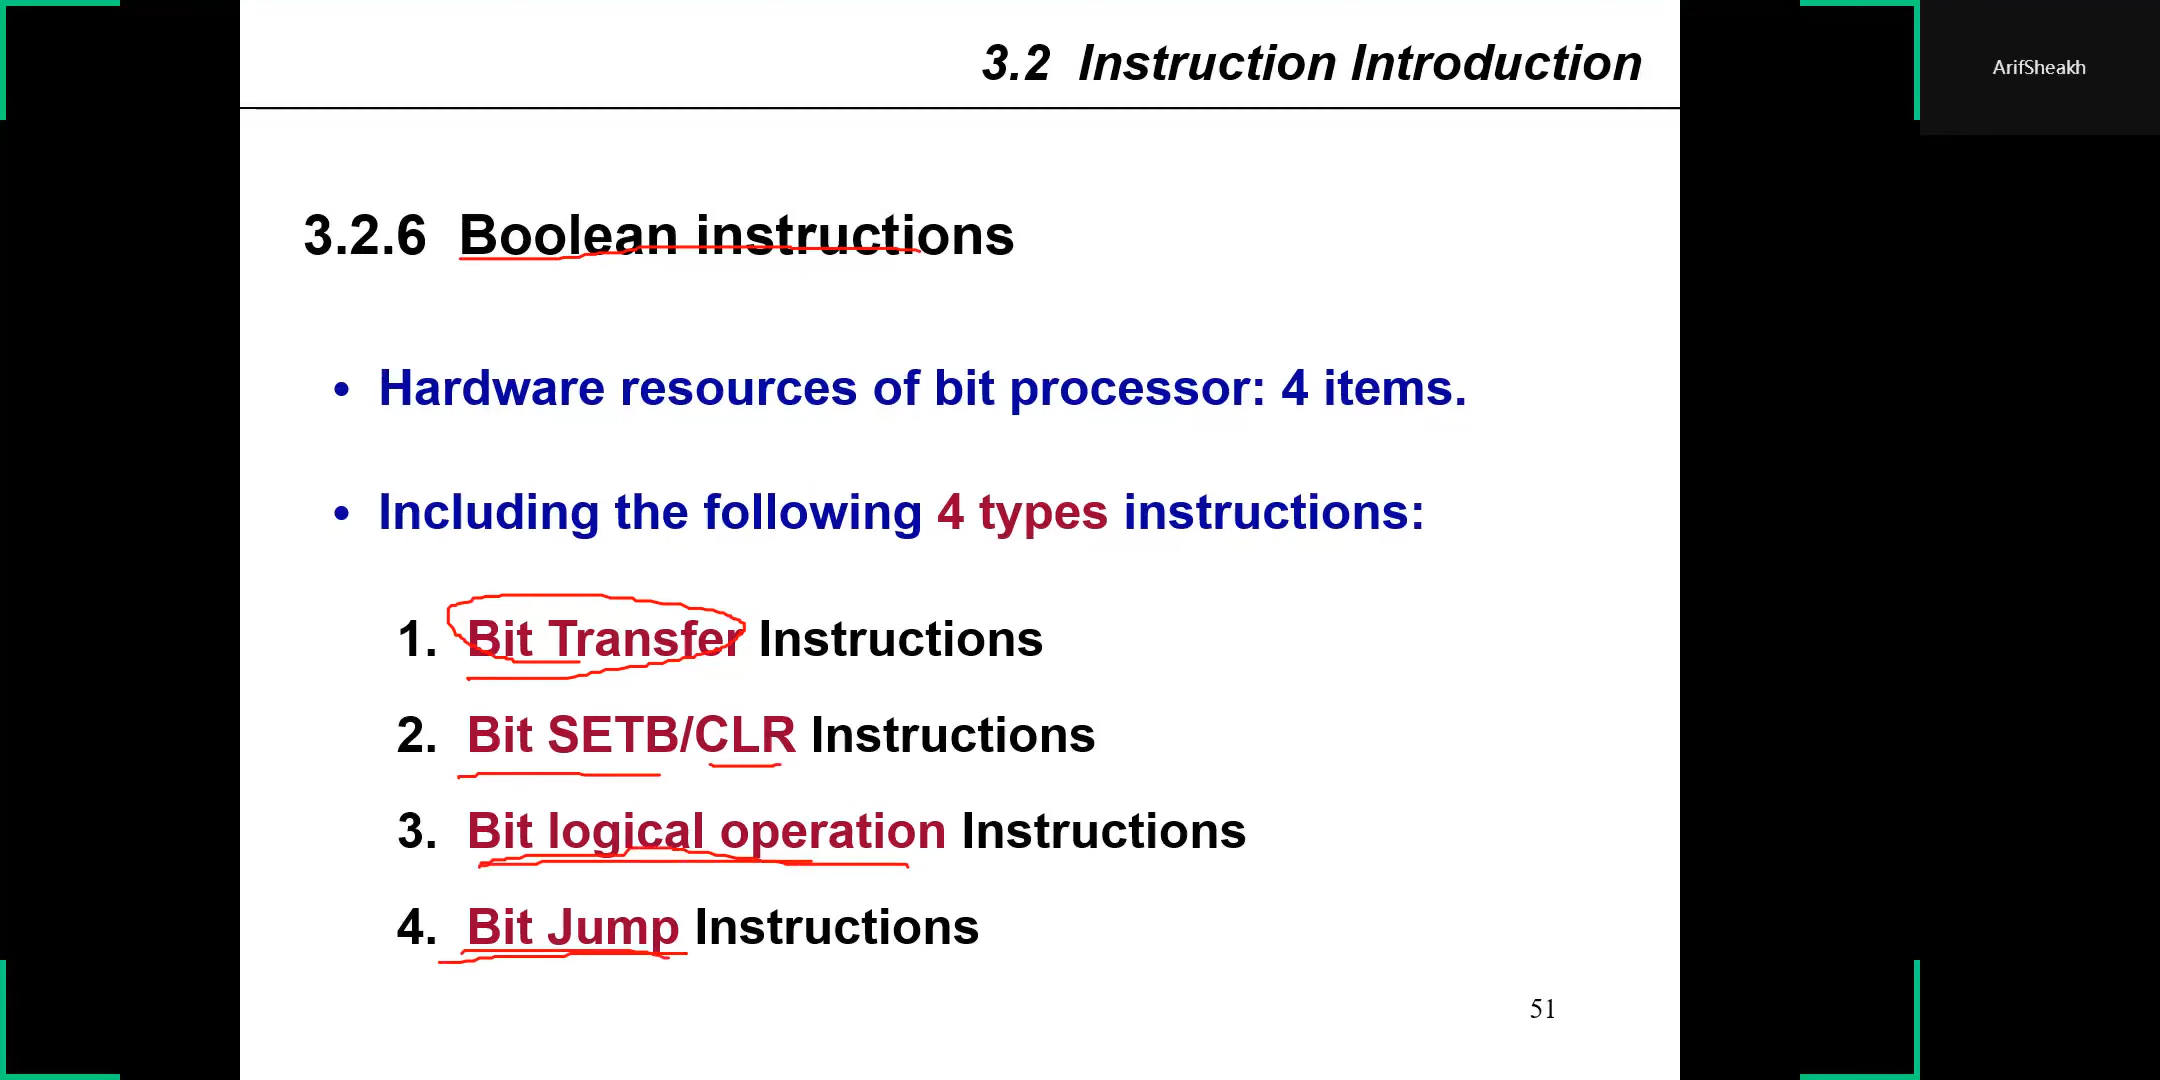 3.2 Instruction Introduction
ArifSheakh
3.2.6 Boolean instructions
• Hardware resources of bit processor: 4 items.
• Including the following 4 types instructions:
1. Bit Transfer Instructions
2. Bit SETB/CLR Instructions
3. Bit logical operation Instructions
4. Bit Jump Instructions
51